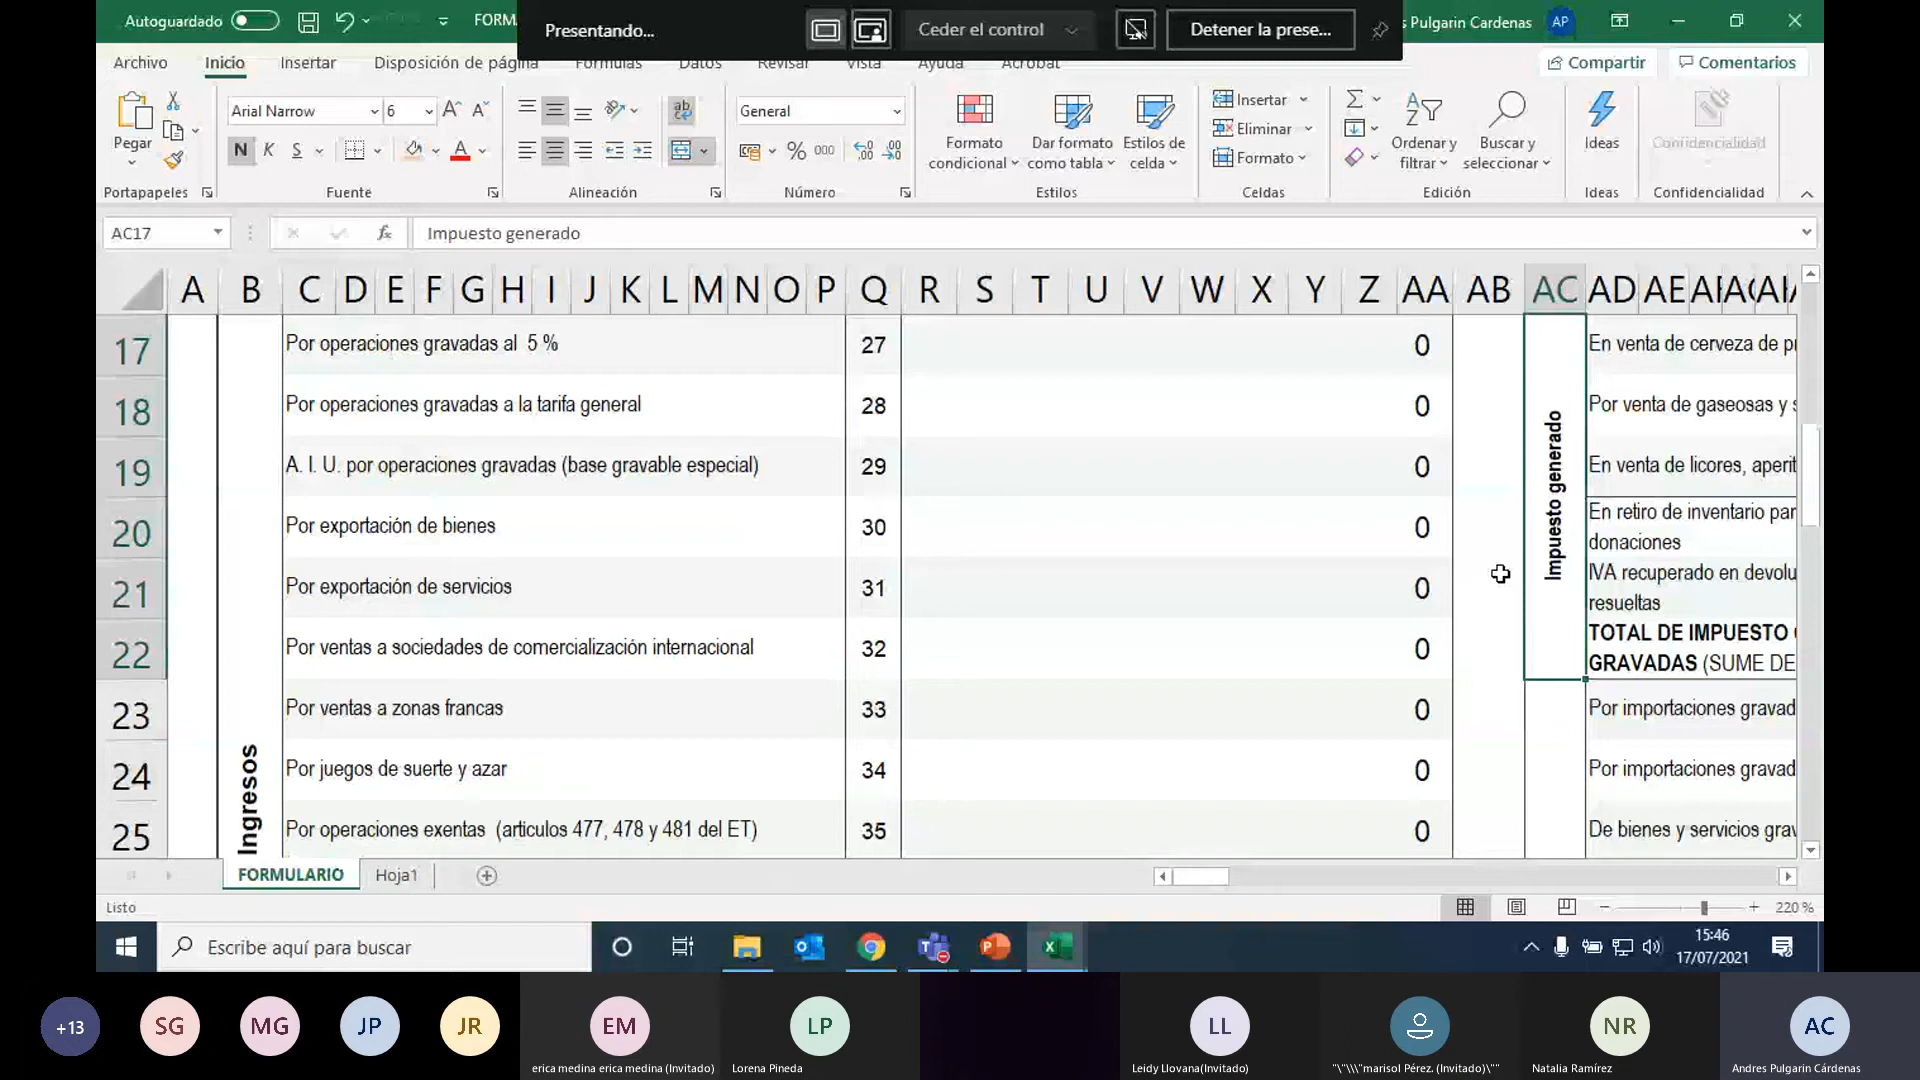 Autoguardado
FORM
Presentando...
Ceder el control
Detener la prese...
s Pulgarin Cardenas
AP
Archivo
Inicio
Insertar
Disposición de página
Fórmulas
Datos
Revisar
Vista
Ayuda
Acrobat
Compartir
Comentarios
Pegar
Arial Narrow
6
N
K
S
General
Formato condicional
Dar formato como tabla
Estilos de celda
Insertar
Eliminar
Formato
Ordenar y filtrar
Buscar y seleccionar
Ideas
Confidencialidad
Portapapeles
Fuente
Alineación
Número
Estilos
Celdas
Edición
Ideas
Confidencialidad
AC17
fx
Impuesto generado
A B C D E F G H I J K L M N O P Q R S T U V W X Y Z AA AB AC AD AE
17 Por operaciones gravadas al 5 % 27 0 En venta de cerveza de p
18 Por operaciones gravadas a la tarifa general 28 0 Por venta de gaseosas y s
19 A. I. U. por operaciones gravadas (base gravable especial) 29 0 En venta de licores, aperit
20 Por exportación de bienes 30 0 En retiro de inventario par
donaciones
21 Por exportación de servicios 31 0 IVA recuperado en devolu
resueltas
22 Por ventas a sociedades de comercialización internacional 32 0 TOTAL DE IMPUESTO
GRAVADAS (SUME DE
23 Por ventas a zonas francas 33 0 Por importaciones gravad
24 Por juegos de suerte y azar 34 0 Por importaciones gravad
25 Por operaciones exentas (articulos 477, 478 y 481 del ET) 35 0 De bienes y servicios grav
Ingresos
Impuesto generado
FORMULARIO
Hoja1
Listo
220 %
Escribe aquí para buscar
15:46
17/07/2021
+13
SG
MG
JP
JR
EM
erica medina erica medina (Invitado)
LP
Lorena Pineda
LL
Leidy Llovana(Invitado)
"\"\\\"marisol Pérez. (Invitado)\""
NR
Natalia Ramírez
AC
Andres Pulgarin Cárdenas